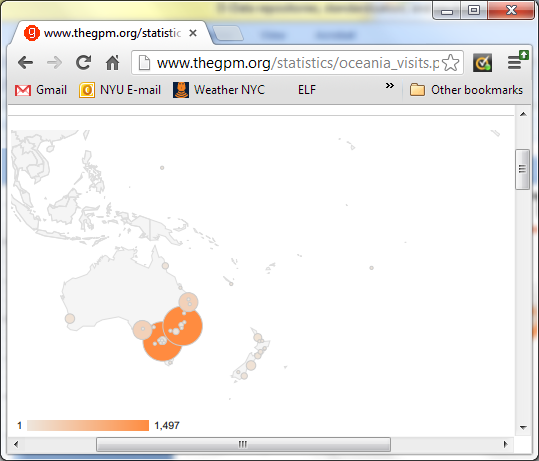 www.thegpm.org/statistic
www.thegpm.org/statistics/oceania_visits.p
Gmail
NYU E-mail
Weather NYC
ELF
»
Other bookmarks
1
1,497